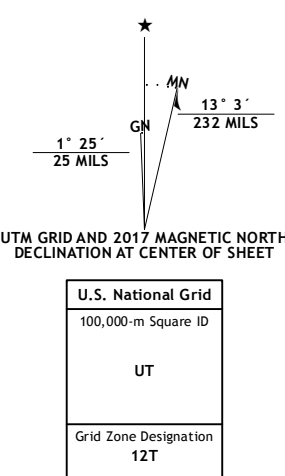 ★
MN
13° 3´
232 MILS
GN
1° 25´
25 MILS
UTM GRID AND 2017 MAGNETIC NORTH
DECLINATION AT CENTER OF SHEET
U.S. National Grid
100,000-m Square ID
UT
Grid Zone Designation
12T